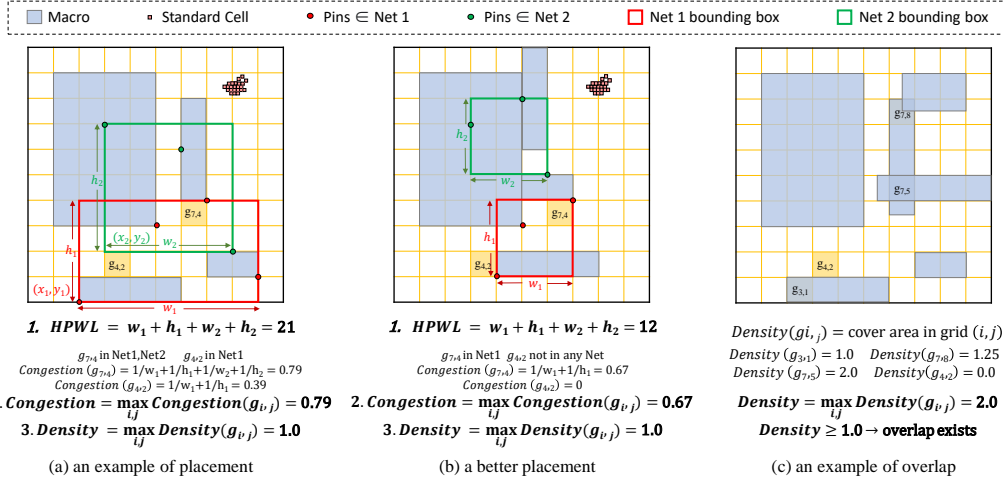 Macro Standard Cell Pins ∈ Net 1 Pins ∈ Net 2 Net 1 bounding box Net 2 bounding box
h₂
(x₂, y₂) w₂
g₇,₄
h₁
g₄,₂
(x₁, y₁)
w₁
1. HPWL = w₁ + h₁ + w₂ + h₂ = 21
g₇,₄ in Net1,Net2 g₄,₂ in Net1
Congestion (g₇,₄) = 1/w₁+1/h₁+1/w₂+1/h₂ = 0.79
Congestion (g₄,₂) = 1/w₁+1/h₁ = 0.39
. Congestion = max Congestion(gᵢ,ⱼ) = 0.79
i,j
3. Density = max Density(gᵢ,ⱼ) = 1.0
i,j
(a) an example of placement
h₂
w₂
g₇,₄
h₁
g₄,₂
w₁
1. HPWL = w₁ + h₁ + w₂ + h₂ = 12
g₇,₄ in Net1 g₄,₂ not in any Net
Congestion (g₇,₄) = 1/w₁+1/h₁ = 0.67
Congestion (g₄,₂) = 0
2. Congestion = max Congestion(gᵢ,ⱼ) = 0.67
i,j
3. Density = max Density(gᵢ,ⱼ) = 1.0
i,j
(b) a better placement
g₇,₈
g₇,₅
g₄,₂
g₃,₁
Density(gi,ⱼ) = cover area in grid (i, j)
Density (g₃,₁) = 1.0 Density(g₇,₈) = 1.25
Density (g₇,₅) = 2.0 Density (g₄,₂) = 0.0
Density = max Density(gᵢ,ⱼ) = 2.0
i,j
Density ≥ 1.0 → overlap exists
(c) an example of overlap